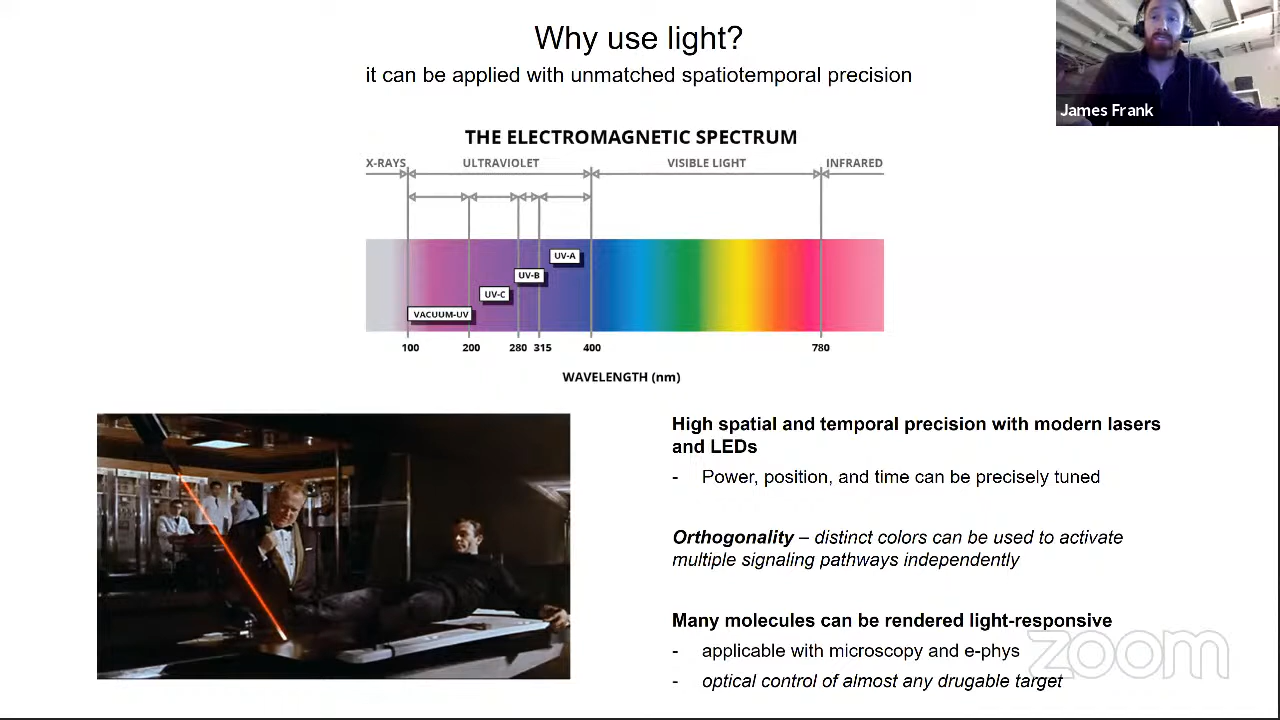 Why use light?
it can be applied with unmatched spatiotemporal precision
James Frank
THE ELECTROMAGNETIC SPECTRUM
X-RAYS ULTRAVIOLET VISIBLE LIGHT INFRARED
UV-A
UV-B
UV-C
VACUUM-UV
100 200 280 315 400 780
WAVELENGTH (nm)
High spatial and temporal precision with modern lasers
and LEDs
- Power, position, and time can be precisely tuned
Orthogonality – distinct colors can be used to activate
multiple signaling pathways independently
Many molecules can be rendered light-responsive
- applicable with microscopy and e-phys
- optical control of almost any drugable target
zoom